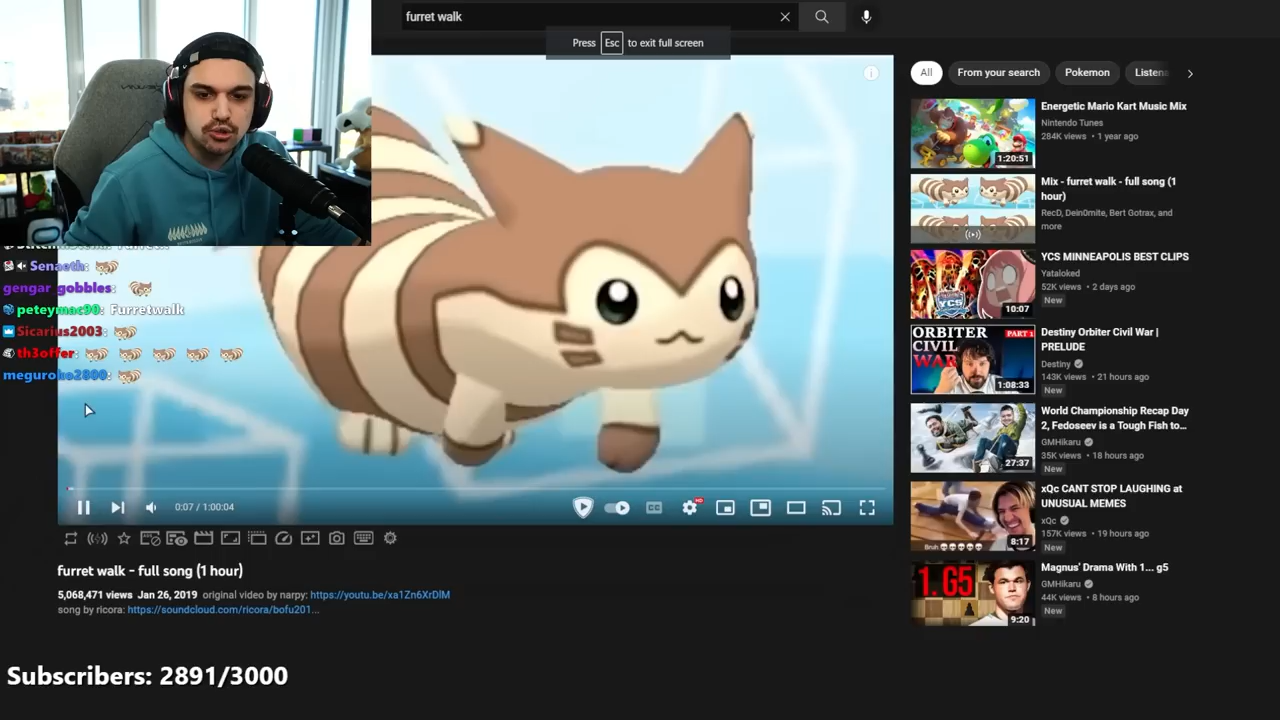 furret walk
Press Esc to exit full screen
All
From your search
Pokemon
Listena
Energetic Mario Kart Music Mix
Nintendo Tunes
284K views • 1 year ago
1:20:51
Mix - furret walk - full song (1
hour)
RecD, Dein0mite, Bert Gotrax, and
more
YCS MINNEAPOLIS BEST CLIPS
Yataloked
52K views • 2 days ago
New
10:07
ORBITER
CIVIL
WAR
PART 1
1:08:33
Destiny Orbiter Civil War |
PRELUDE
Destiny
143K views • 21 hours ago
New
World Championship Recap Day
2, Fedoseev is a Tough Fish to...
GMHikaru
35K views • 18 hours ago
New
27:37
xQc CANT STOP LAUGHING at
UNUSUAL MEMES
xQc
157K views • 19 hours ago
New
Bruh
8:17
Magnus' Drama With 1... g5
GMHikaru
44K views • 8 hours ago
New
1. G5
9:20
Senaeth:
gengar_gobbles:
peteymac90: Furretwalk
Sicarius2003:
th3offer:
meguroho2800:
0:07 / 1:00:04
HD
furret walk - full song (1 hour)
5,068,471 views Jan 26, 2019 original video by narpy: https://youtu.be/xa1Zn6XrDlM
song by ricora: https://soundcloud.com/ricora/bofu201...
Subscribers: 2891/3000